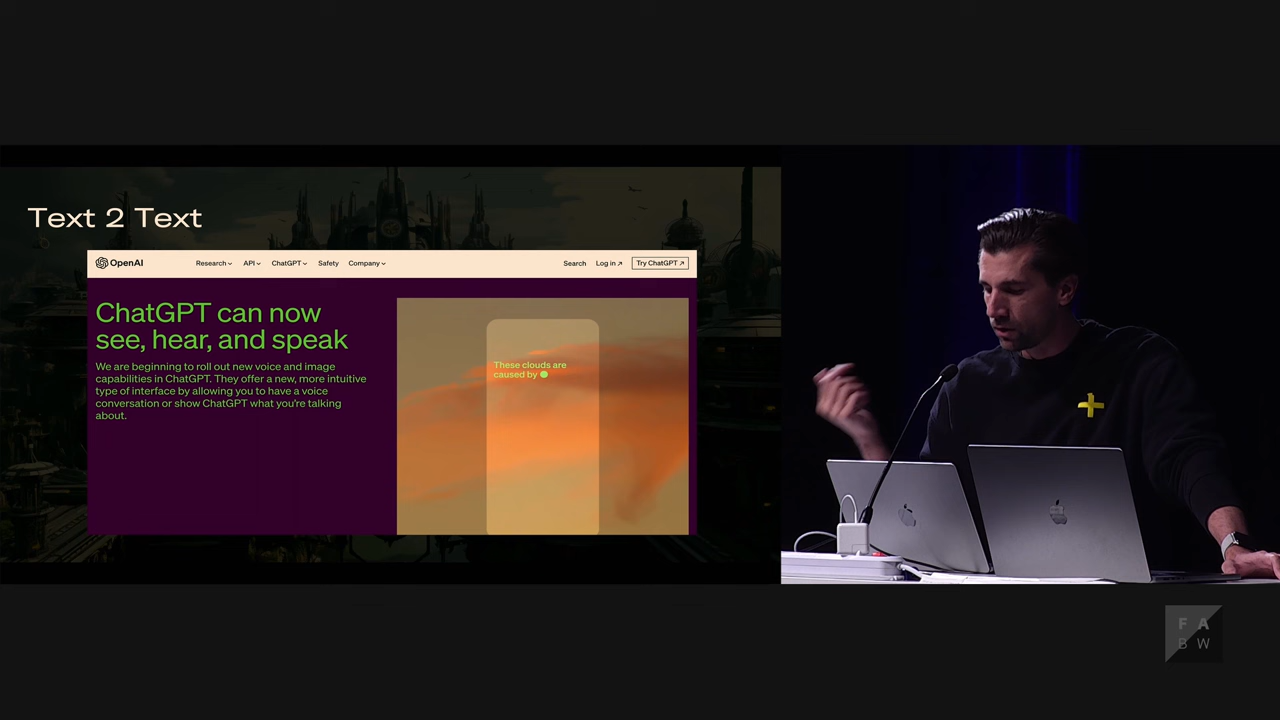 Text 2 Text
OpenAI
Research
API
ChatGPT
Safety
Company
Search
Log in ↗
Try ChatGPT ↗
ChatGPT can now
see, hear, and speak
We are beginning to roll out new voice and image
capabilities in ChatGPT. They offer a new, more intuitive
type of interface by allowing you to have a voice
conversation or show ChatGPT what you're talking
about.
These clouds are
caused by
F A
B W